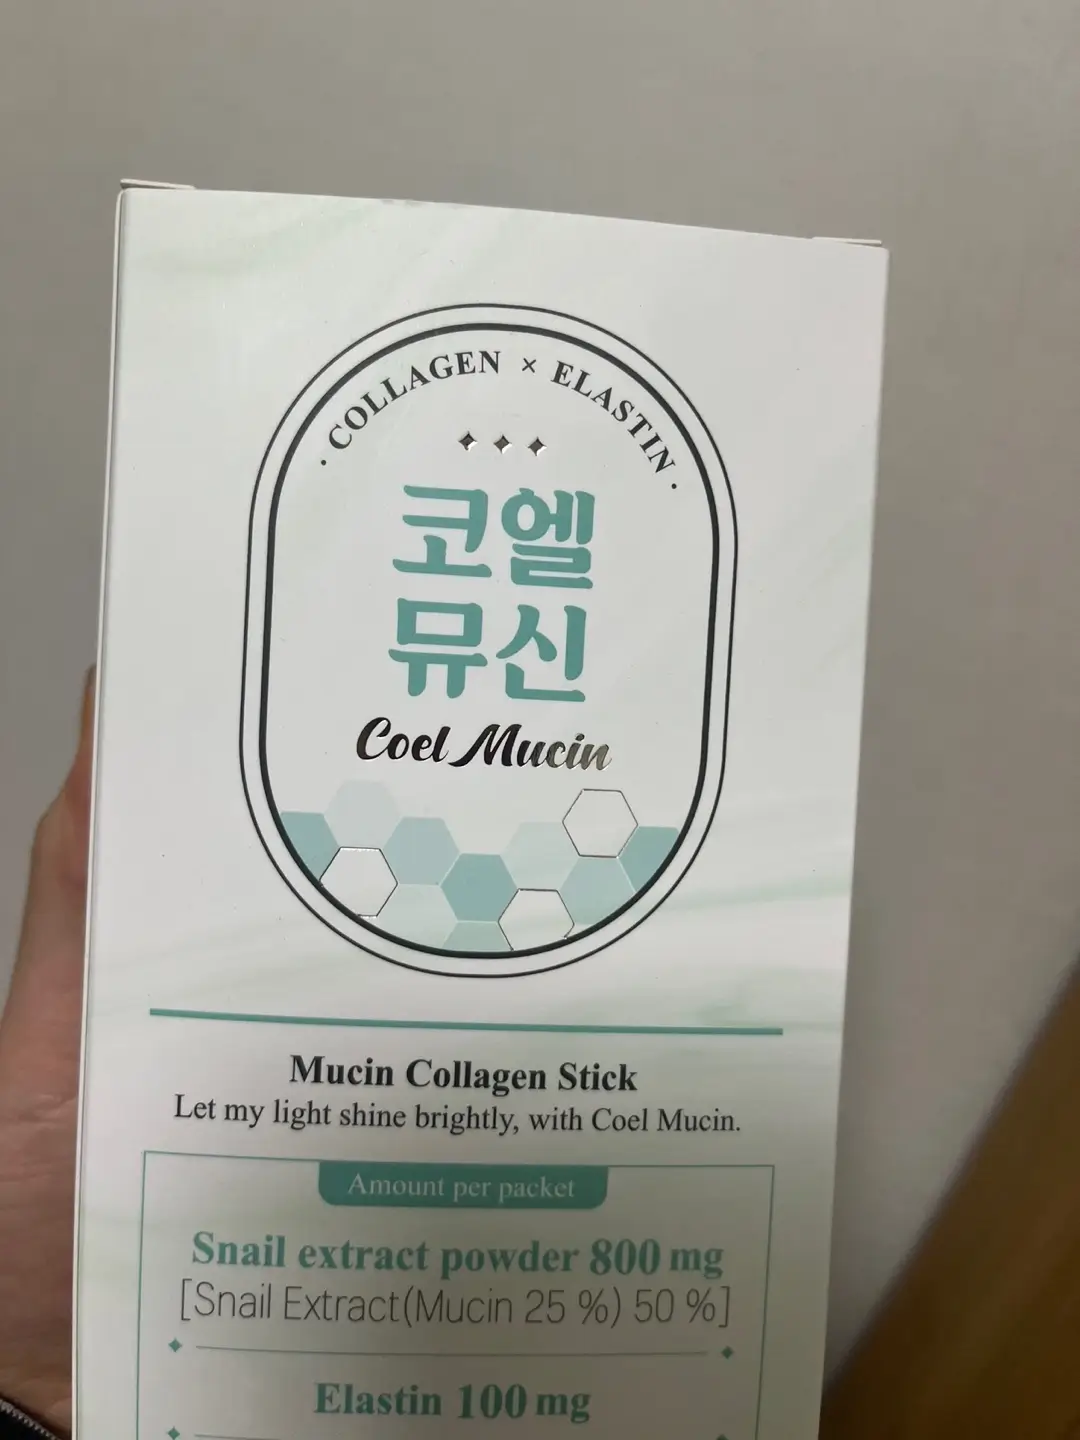 · COLLAGEN × ELASTIN ·
코엘
뮤신
Coel Mucin
Mucin Collagen Stick
Let my light shine brightly, with Coel Mucin.
Amount per packet
Snail extract powder 800 mg
[Snail Extract(Mucin 25 %) 50 %]
Elastin 100 mg